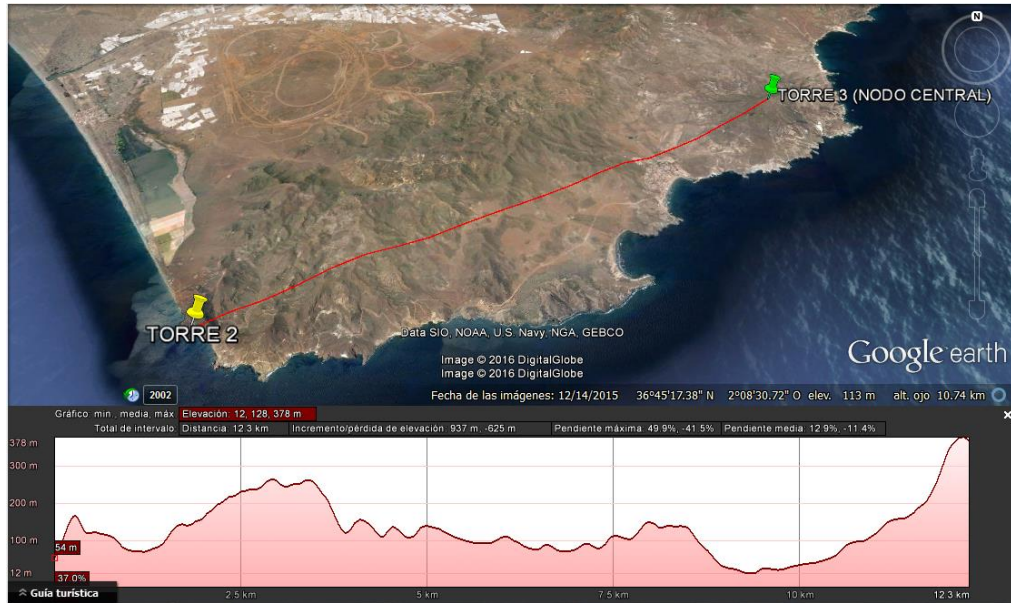 N
TORRE 3 (NODO CENTRAL)
TORRE 2
Data SIO, NOAA, U.S. Navy, NGA, GEBCO
Image © 2016 DigitalGlobe
Image © 2016 DigitalGlobe
Google earth
2002
Fecha de las imágenes: 12/14/2015 36°45'17.38" N 2°08'30.72" O elev. 113 m alt. ojo 10.74 km
Gráfico: mín., media, máx Elevación: 12, 128, 378 m
Total de intervalo: Distancia: 12.3 km Incremento/pérdida de elevación: 937 m, -625 m Pendiente máxima: 49.9%, -41.5% Pendiente media: 12.9%, -11.4%
378 m
300 m
200 m
100 m
54 m
12 m
37.0%
Guía turística
2.5 km
5 km
7.5 km
10 km
12.3 km